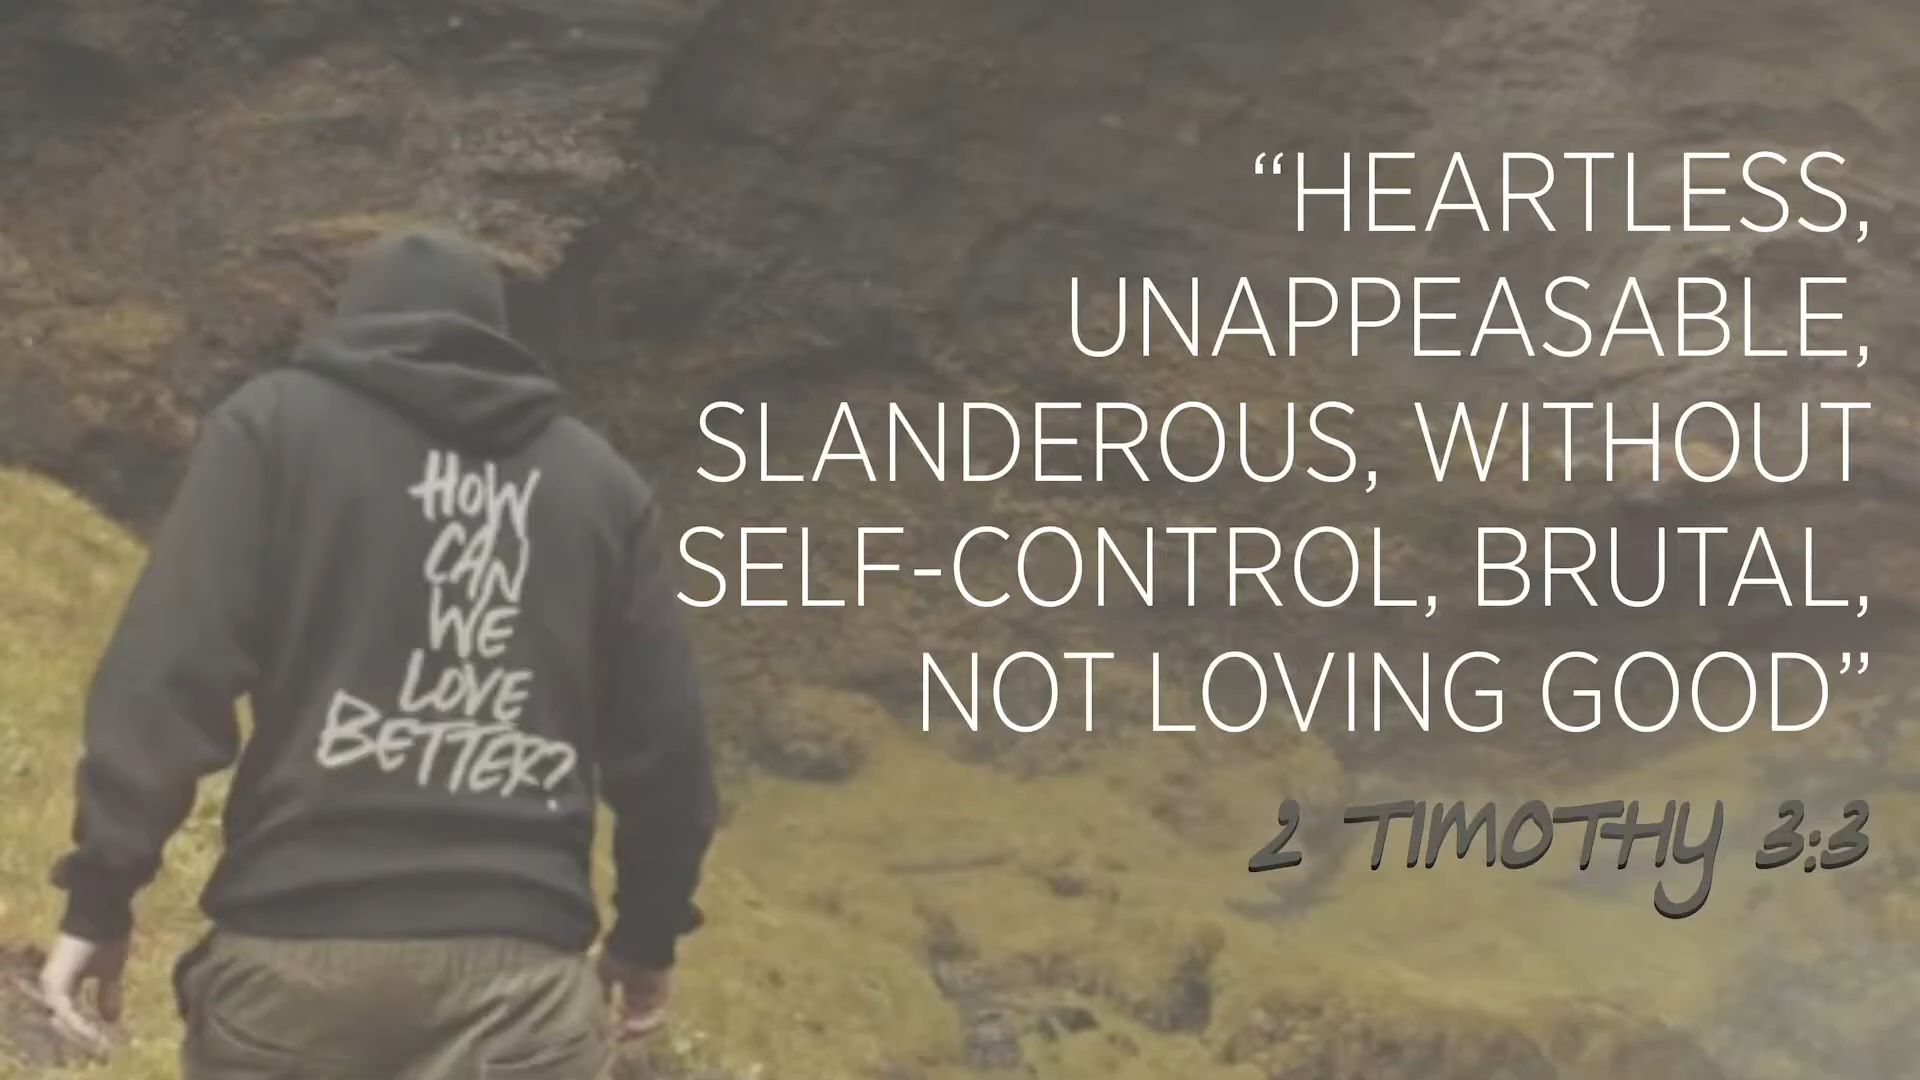 HOW
CAN
WE
LOVE
BETTER?
“HEARTLESS,
UNAPPEASABLE,
SLANDEROUS, WITHOUT
SELF-CONTROL, BRUTAL,
NOT LOVING GOOD”
2 TIMOTHY 3:3